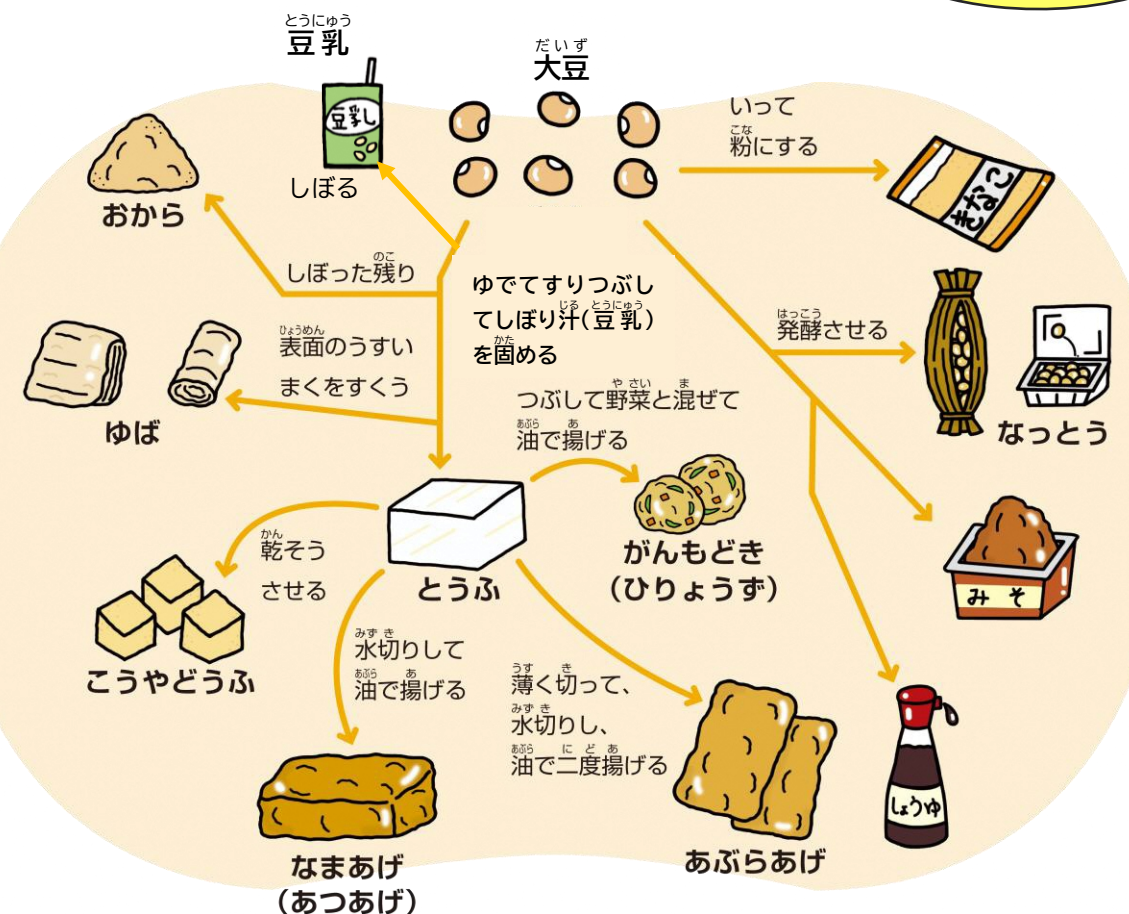 とうにゅう
豆乳
だいず
大豆
豆乳
しぼる
いって
こな
粉にする
きなこ
おから
のこ
しぼった残り
ゆでてすりつぶし
じる とうにゅう
てしぼり汁(豆乳)
かた
を固める
はっこう
発酵させる
なっとう
ひょうめん
表面のうすい
まくをすくう
ゆば
やさい ま
つぶして野菜と混ぜて
あぶら あ
油で揚げる
がんもどき
(ひりょうず)
みそ
とうふ
かん
乾そう
させる
こうやどうふ
みずき
水切りして
あぶら あ
油で揚げる
なまあげ
(あつあげ)
うす き
薄く切って、
みずき
水切りし、
あぶら にどあ
油で二度揚げる
あぶらあげ
しょうゆ